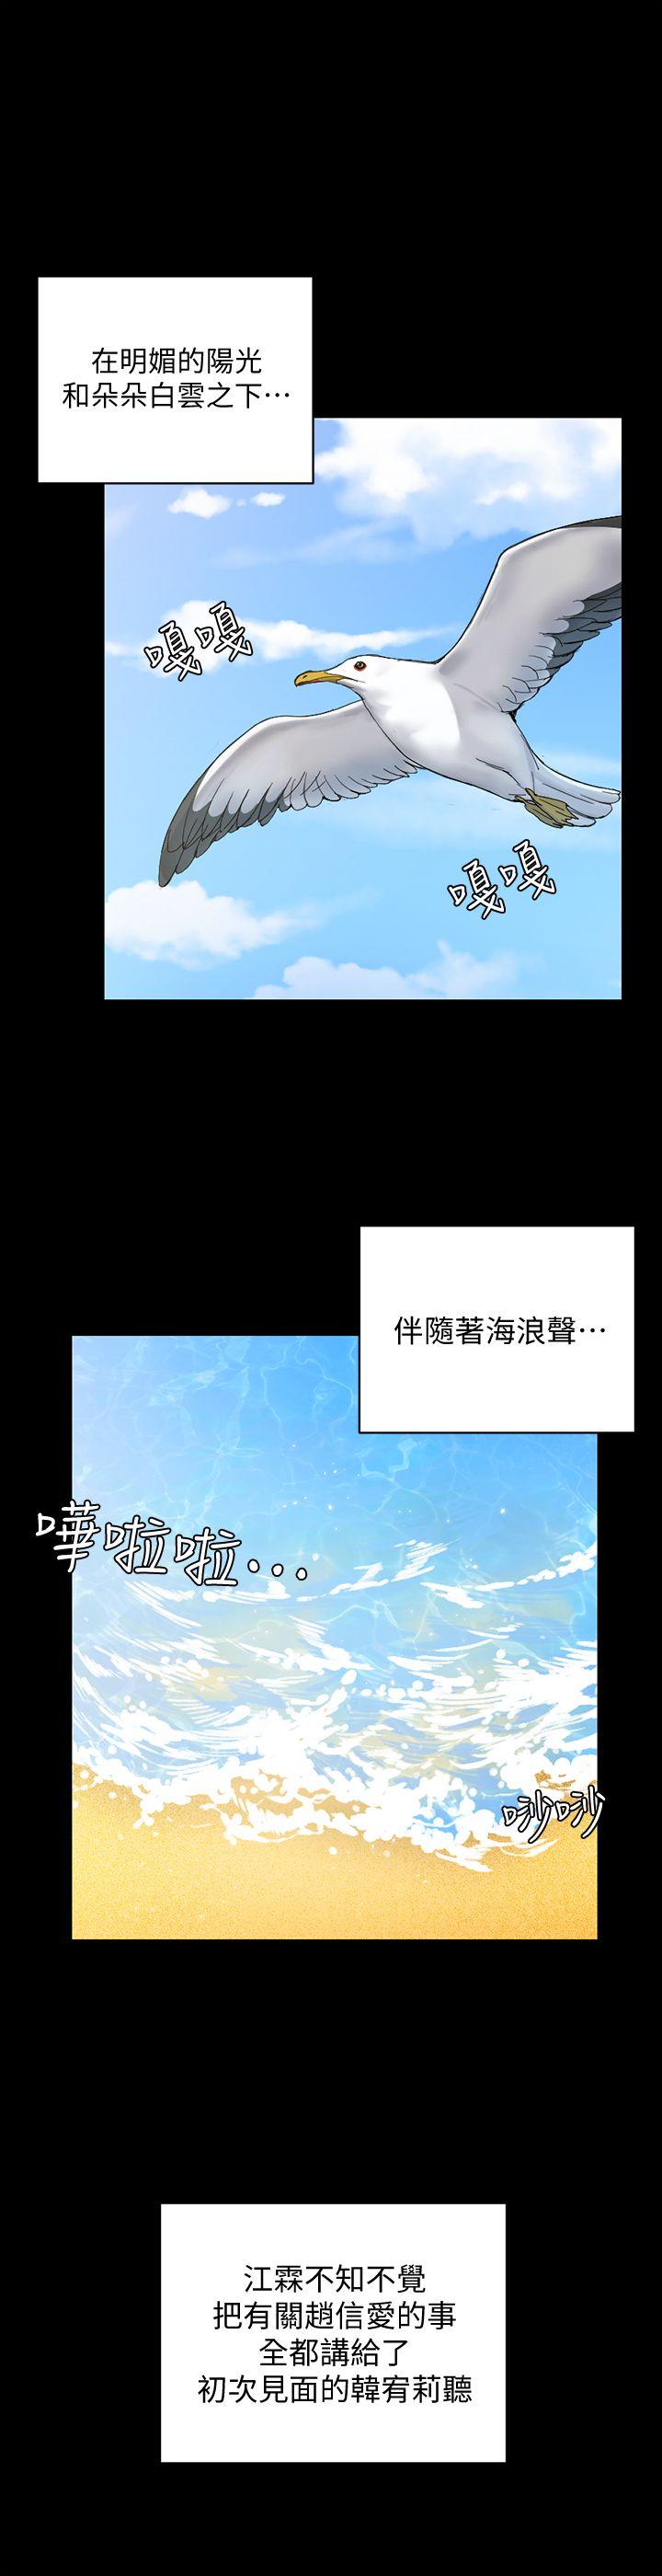 在明媚的陽光
和朵朵白雲之下…
嘎嘎
嘎嘎
伴隨著海浪聲…
嘩啦啦…
唦唦
江霖不知不覺
把有關趙信愛的事
全都講給了
初次見面的韓宥莉聽